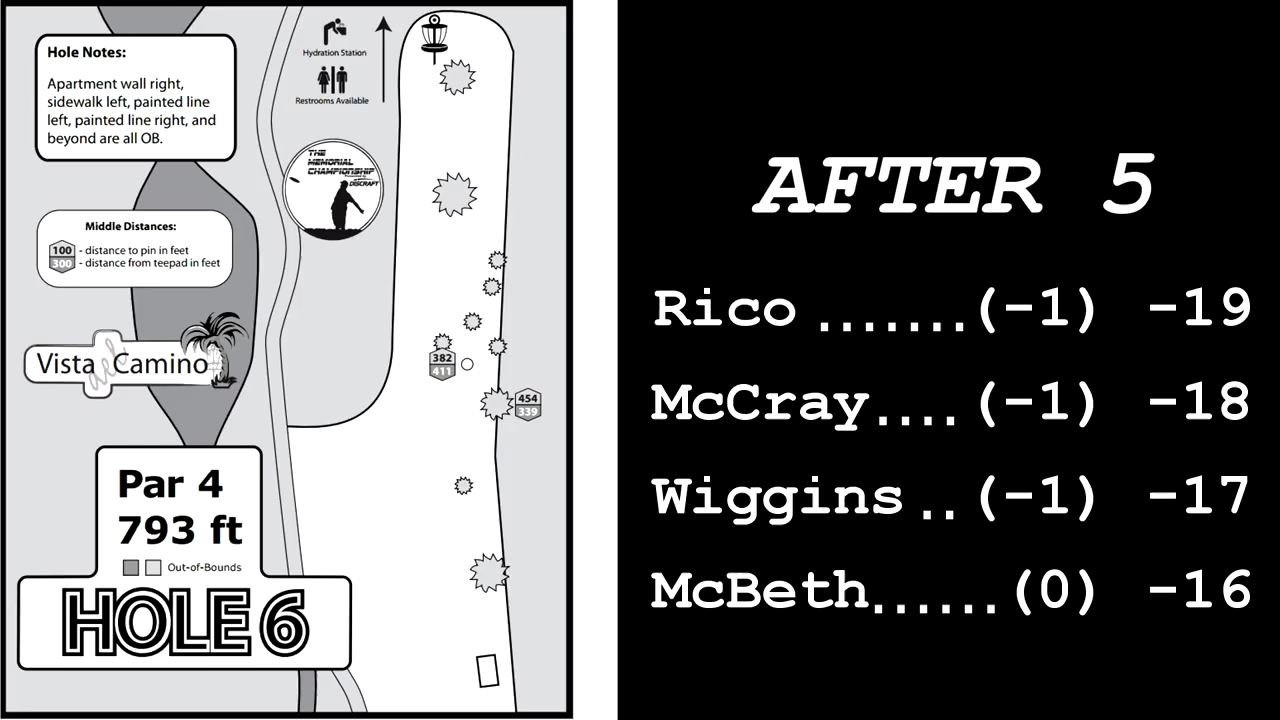 Hole Notes:
Apartment wall right,
sidewalk left, painted line
left, painted line right, and
beyond are all OB.
Hydration Station
Restrooms Available
THE
MEMORIAL
CHAMPIONSHIP
Presented by
DISCRAFT
Middle Distances:
100 - distance to pin in feet
300 - distance from teepad in feet
Vista del Camino
382
411
454
339
Par 4
793 ft
Out-of-Bounds
HOLE 6
AFTER 5
Rico .......(-1) -19
McCray....(-1) -18
Wiggins ..(-1) -17
McBeth......(0) -16